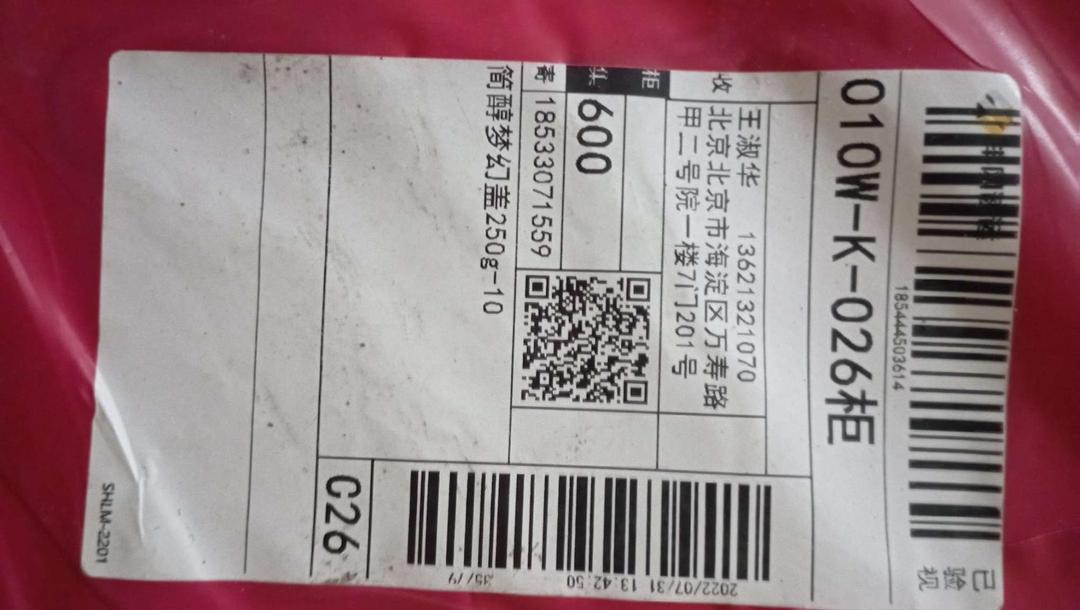 已验视
185444503614
010W-K-026柜
收
王淑华 13621321070
北京北京市海淀区万寿路
甲二号院一楼7门201号
柜
集
600
寄
18533071559
简醇梦幻盖250g-10
2022/07/31 13:42:50
C26
SHLM-2201